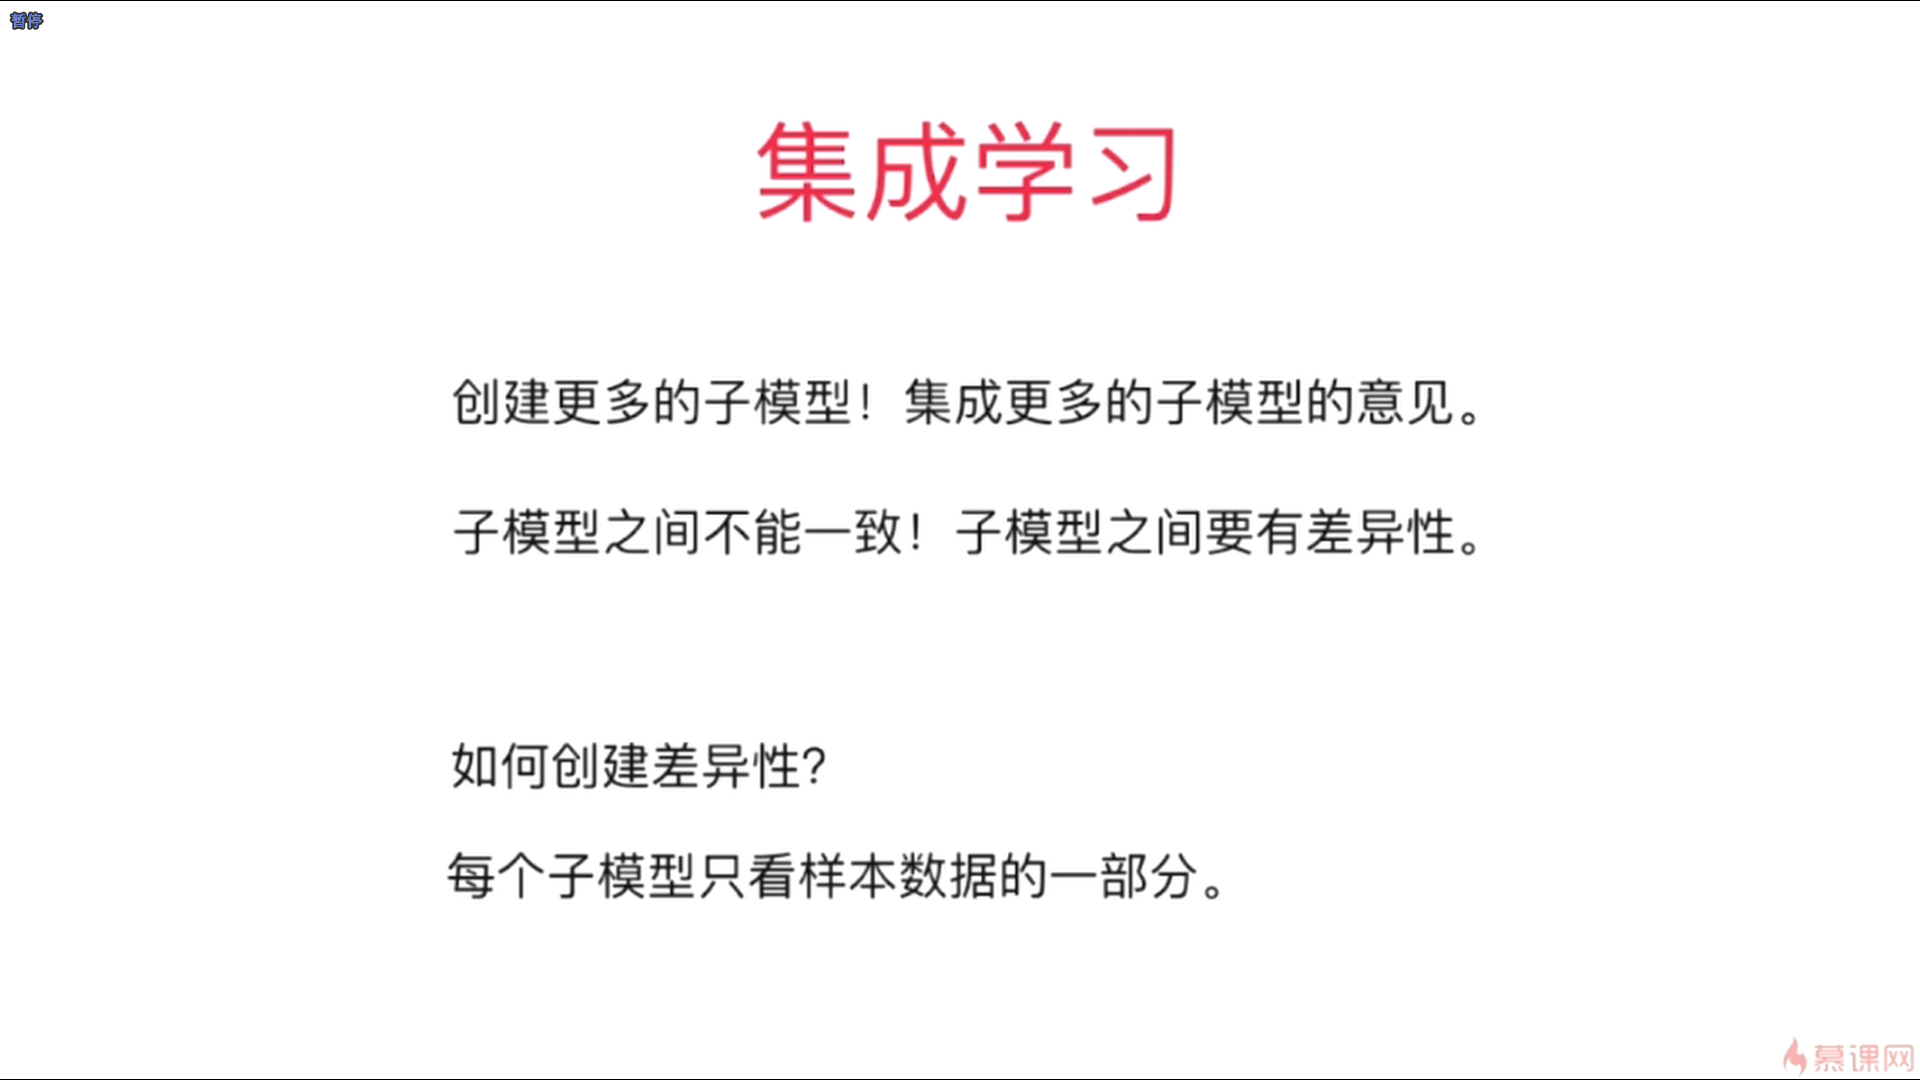 暂停
集成学习
创建更多的子模型！集成更多的子模型的意见。
子模型之间不能一致！子模型之间要有差异性。
如何创建差异性？
每个子模型只看样本数据的一部分。
慕课网